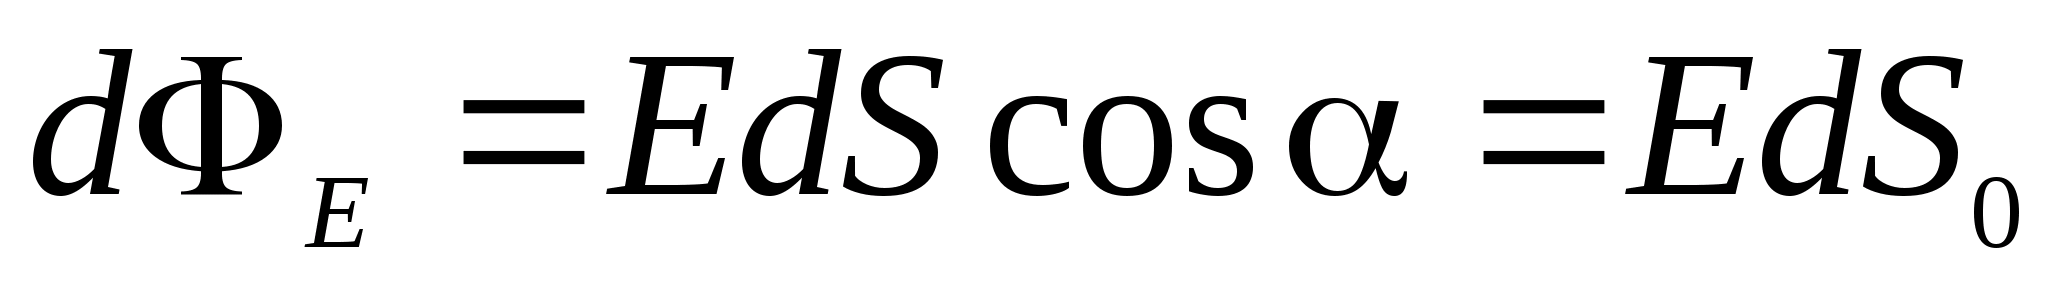 dΦ_E = EdS cos α = EdS_0